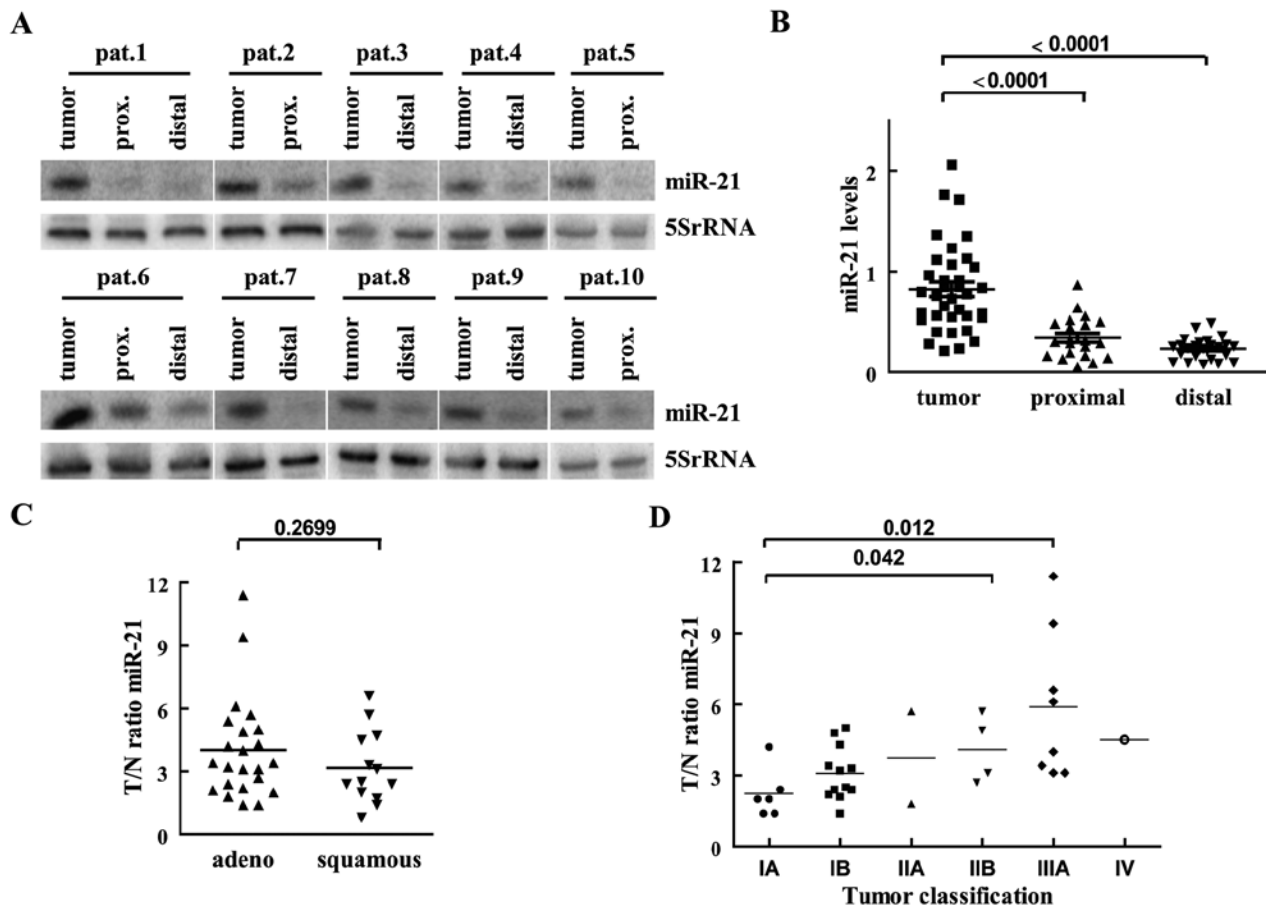 A
pat.1 pat.2 pat.3 pat.4 pat.5
tumor prox. distal tumor prox. tumor distal tumor distal tumor prox.
miR-21
5SrRNA
pat.6 pat.7 pat.8 pat.9 pat.10
tumor prox. distal tumor distal tumor distal tumor distal tumor prox.
miR-21
5SrRNA
B
< 0.0001
<0.0001
miR-21 levels
2
1
0
tumor proximal distal
C
0.2699
T/N ratio miR-21
12
9
6
3
0
adeno squamous
D
0.012
0.042
T/N ratio miR-21
12
9
6
3
0
IA IB IIA IIB IIIA IV
Tumor classification